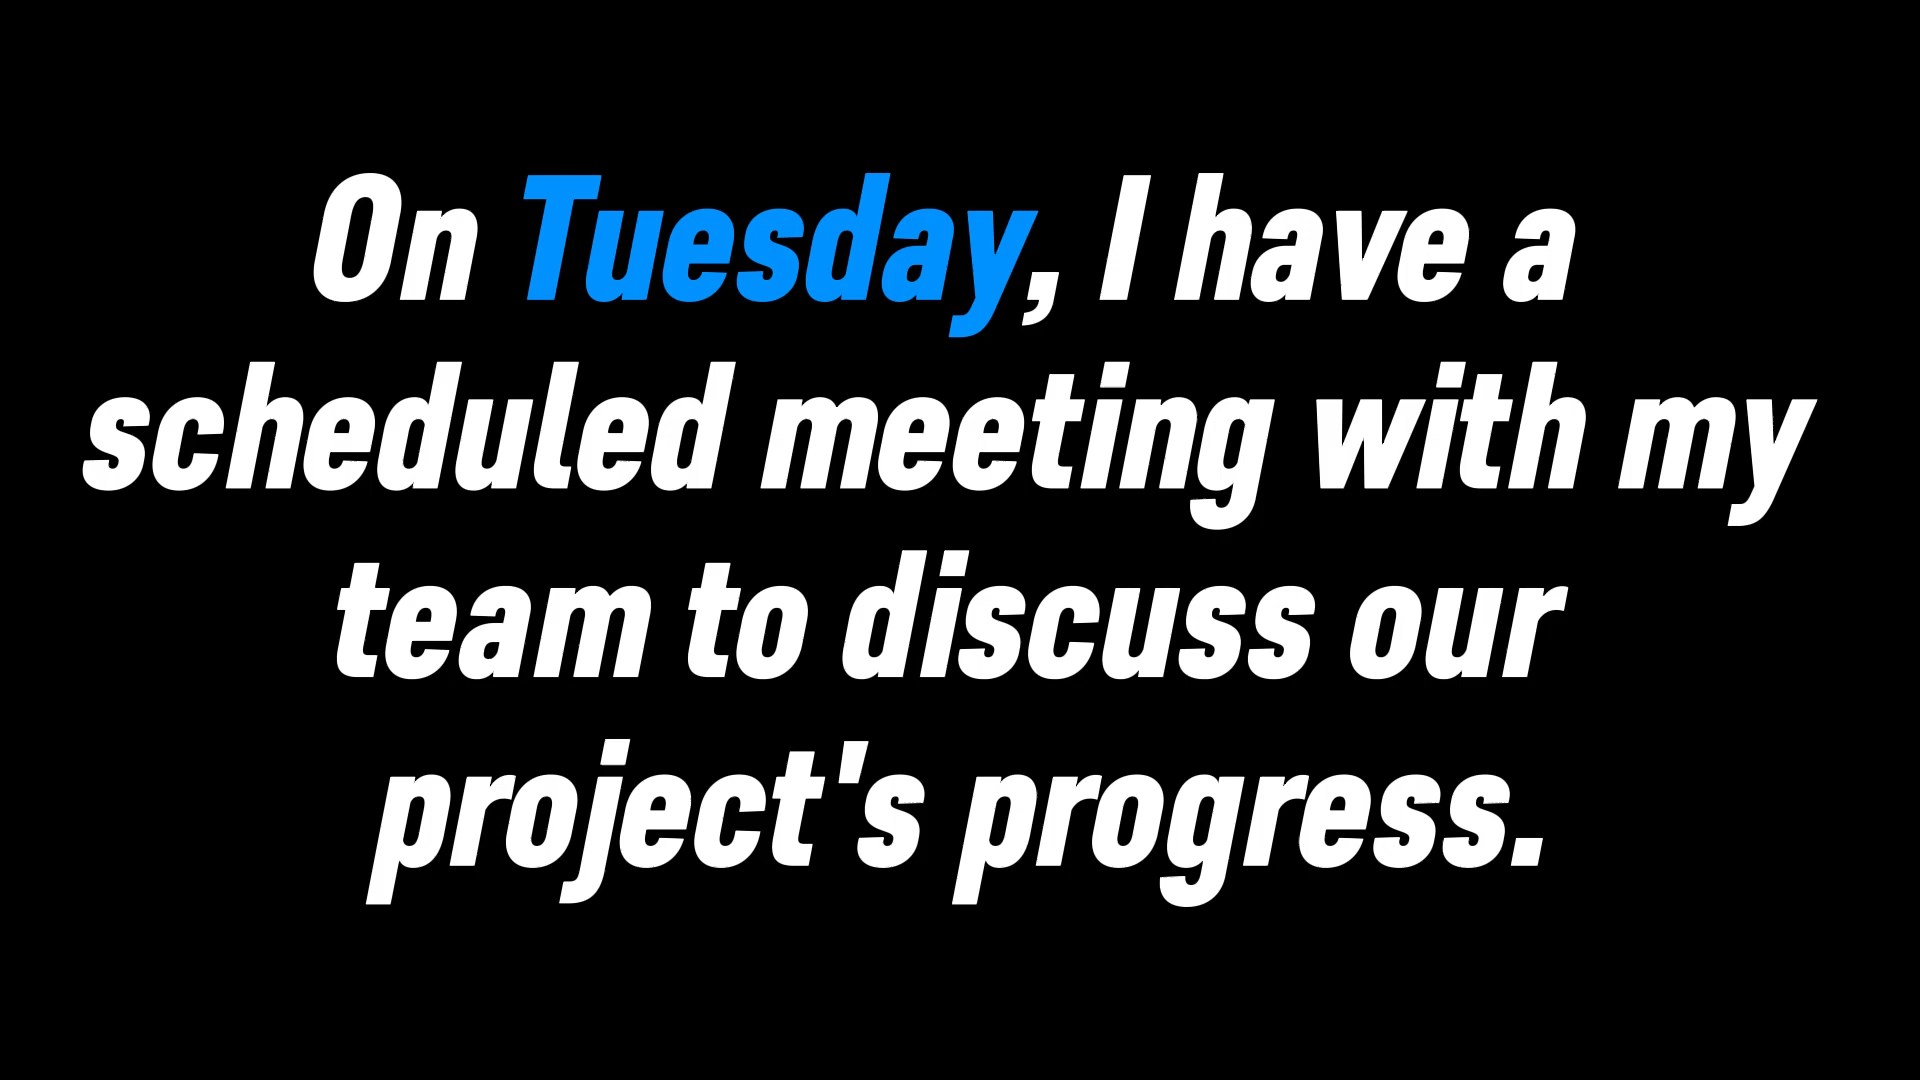 On Tuesday, I have a
scheduled meeting with my
team to discuss our
project's progress.